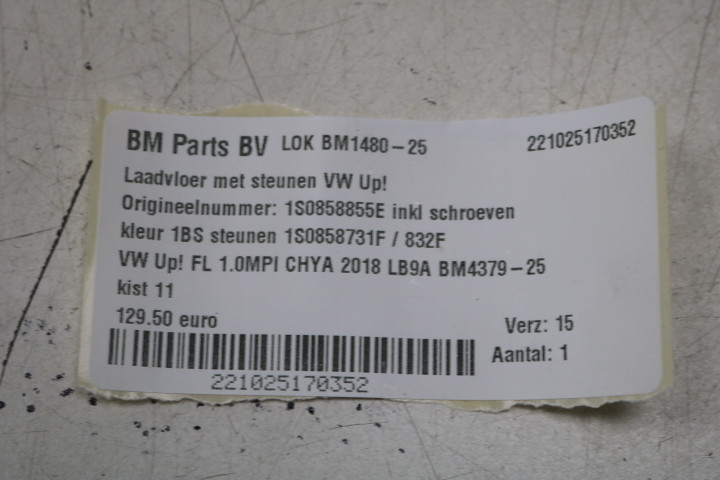 BM Parts BV LOK BM1480-25 221025170352
Laadvloer met steunen VW Up!
Origineelnummer: 1S0858855E inkl schroeven
kleur 1BS steunen 1S0858731F / 832F
VW Up! FL 1.0MPI CHYA 2018 LB9A BM4379-25
kist 11
129.50 euro Verz: 15
Aantal: 1
221025170352